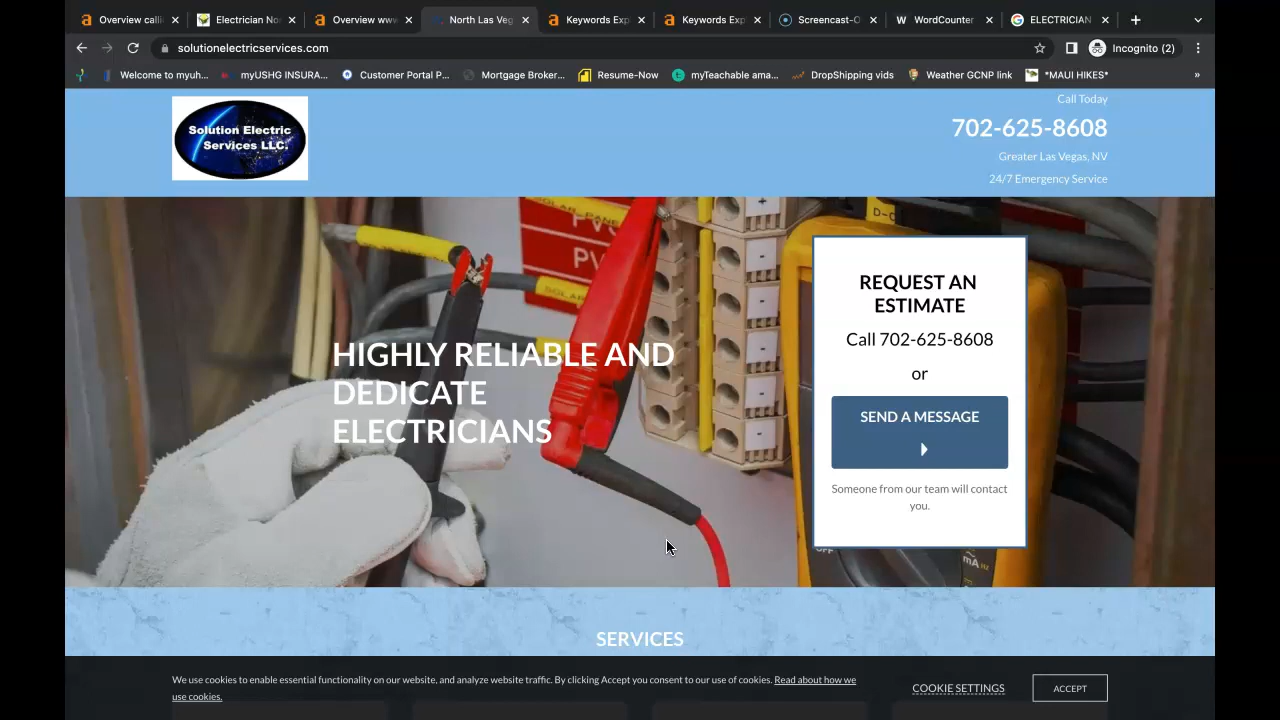 Overview calli
Electrician Nor
Overview www
North Las Veg
Keywords Exp
Keywords Exp
Screencast-O
WordCounter
ELECTRICIAN
solutionelectricservices.com
Incognito (2)
Welcome to myuh...
myUSHG INSURA...
Customer Portal P...
Mortgage Broker...
Resume-Now
myTeachable ama...
DropShipping vids
Weather GCNP link
*MAUI HIKES*
»
Solution Electric
Services LLC.
Call Today
702-625-8608
Greater Las Vegas, NV
24/7 Emergency Service
HIGHLY RELIABLE AND
DEDICATE
ELECTRICIANS
REQUEST AN
ESTIMATE
Call 702-625-8608
or
SEND A MESSAGE
Someone from our team will contact
you.
SERVICES
We use cookies to enable essential functionality on our website, and analyze website traffic. By clicking Accept you consent to our use of cookies. Read about how we
use cookies.
COOKIE SETTINGS
ACCEPT